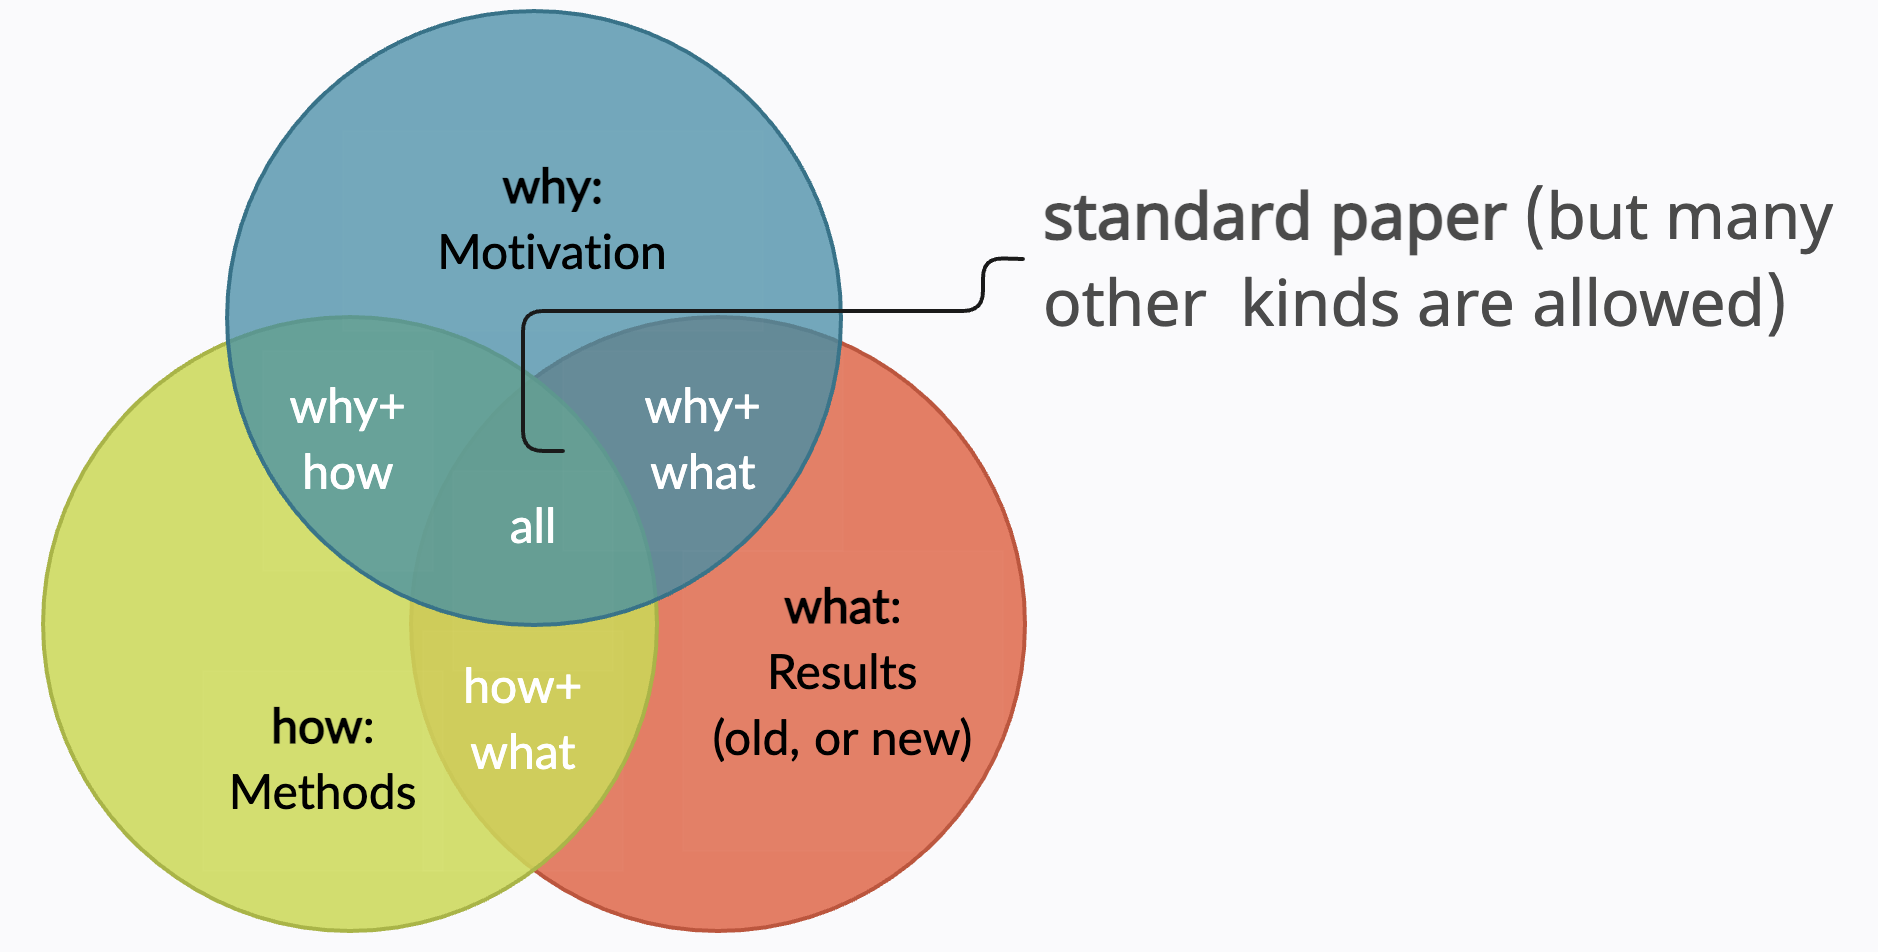 why:
Motivation
standard paper (but many
other kinds are allowed)
why+
how
why+
what
all
what:
Results
(old, or new)
how+
what
how:
Methods